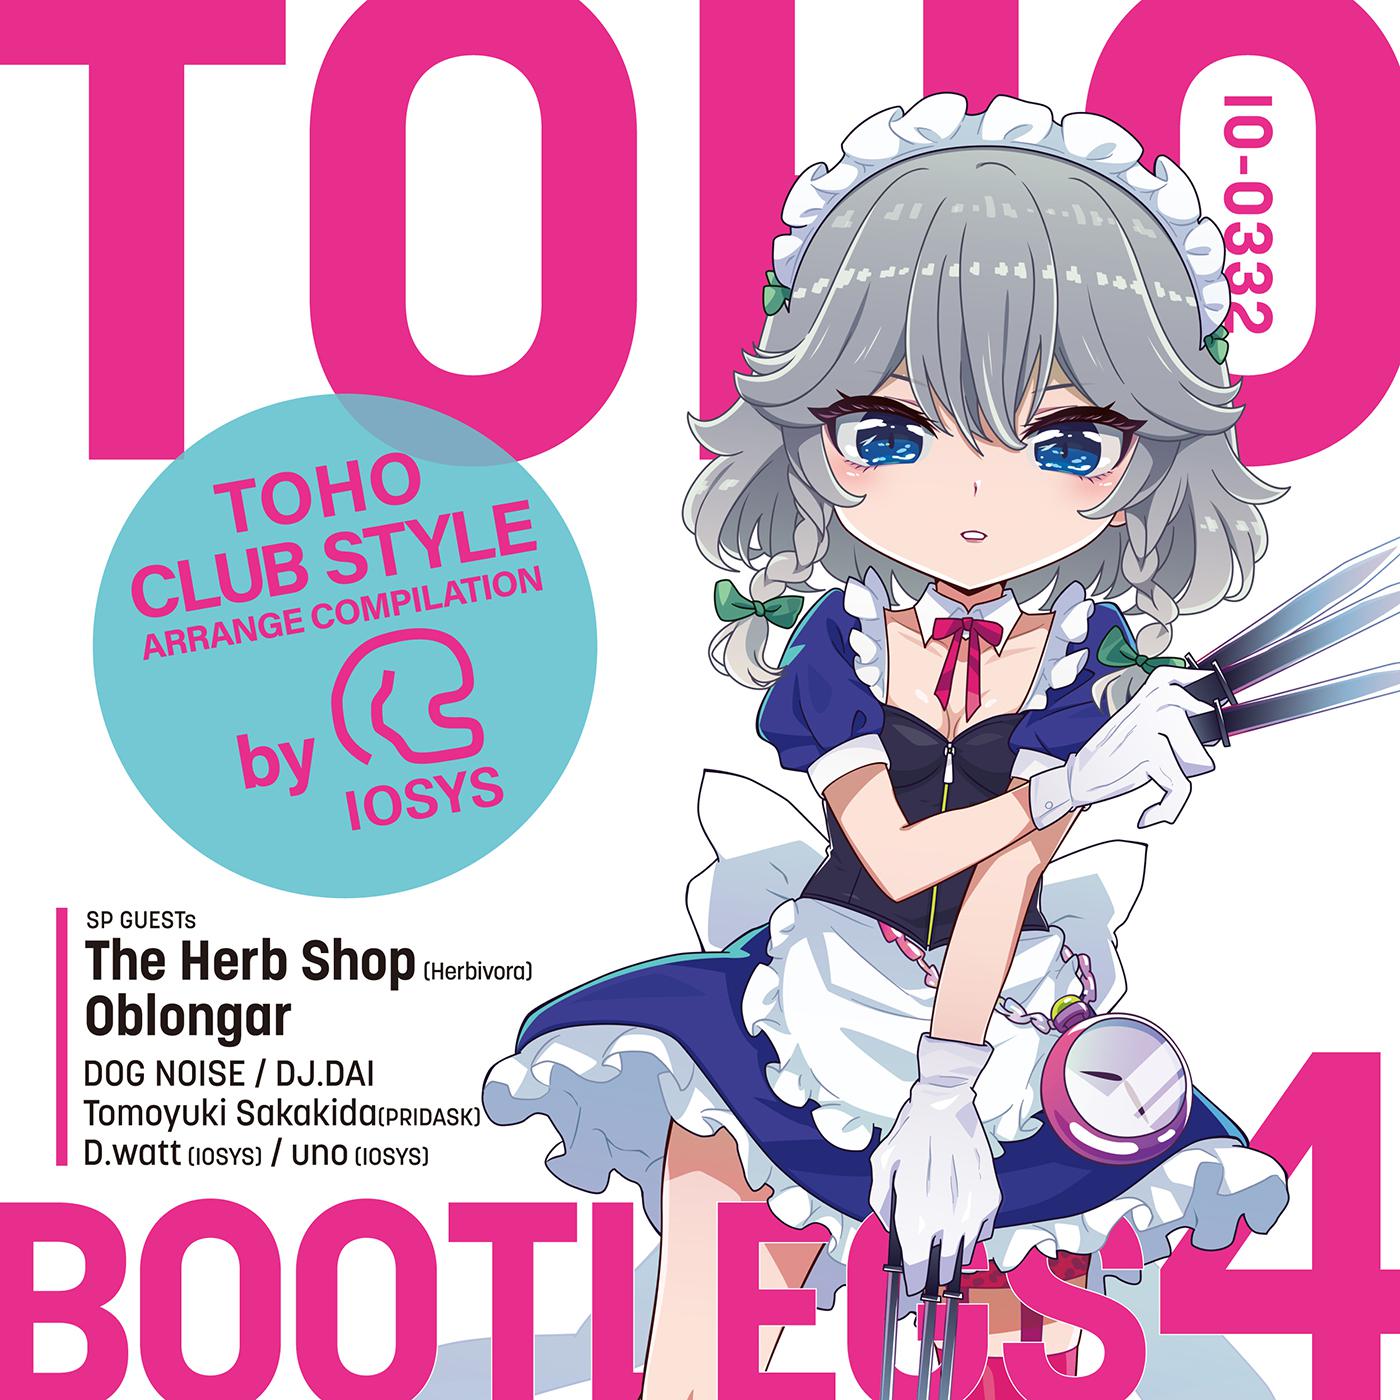 TOHO
IO-0332
TOHO
CLUB STYLE
ARRANGE COMPILATION
by
IOSYS
SP GUESTs
The Herb Shop (Herbivora)
Oblongar
DOG NOISE / DJ.DAI
Tomoyuki Sakakida(PRIDASK)
D.watt (IOSYS) / uno (IOSYS)
BOOTLEGS 4